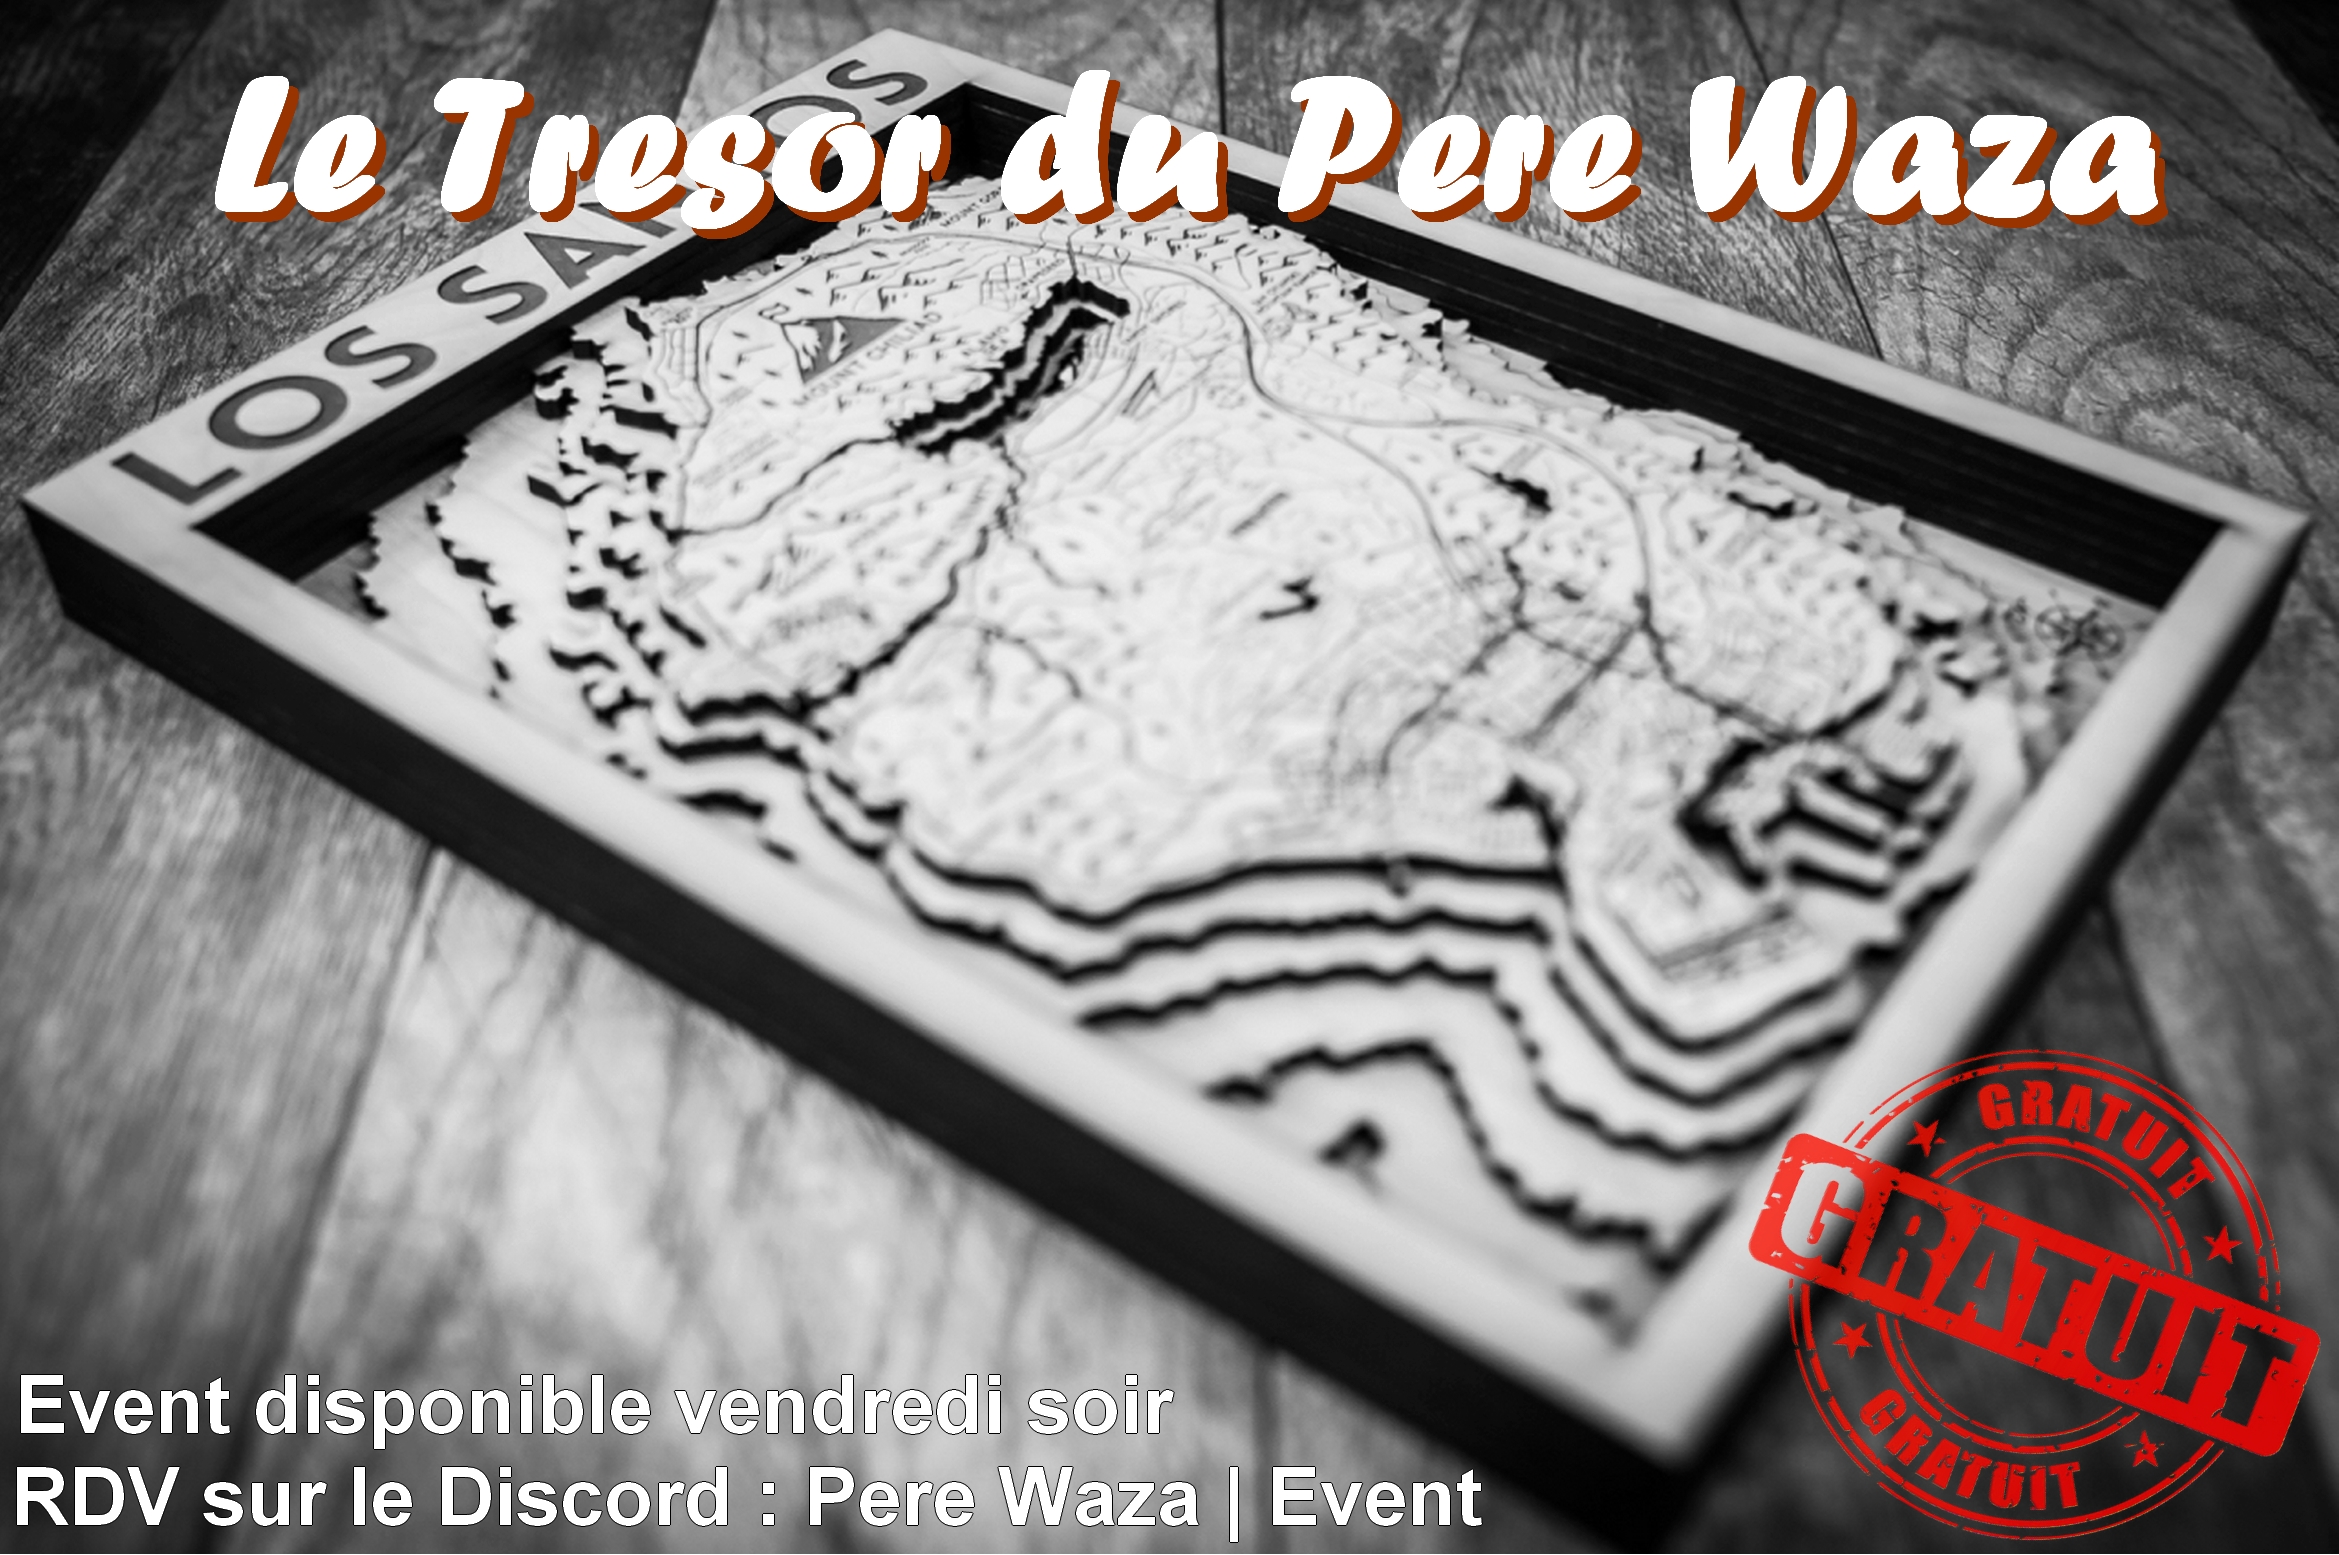 Le Tresor du Pere Waza
LOS SANTOS
MOUNT CHILIAD
GRATUIT
GRATUIT
GRATUIT
Event disponible vendredi soir
RDV sur le Discord : Pere Waza | Event